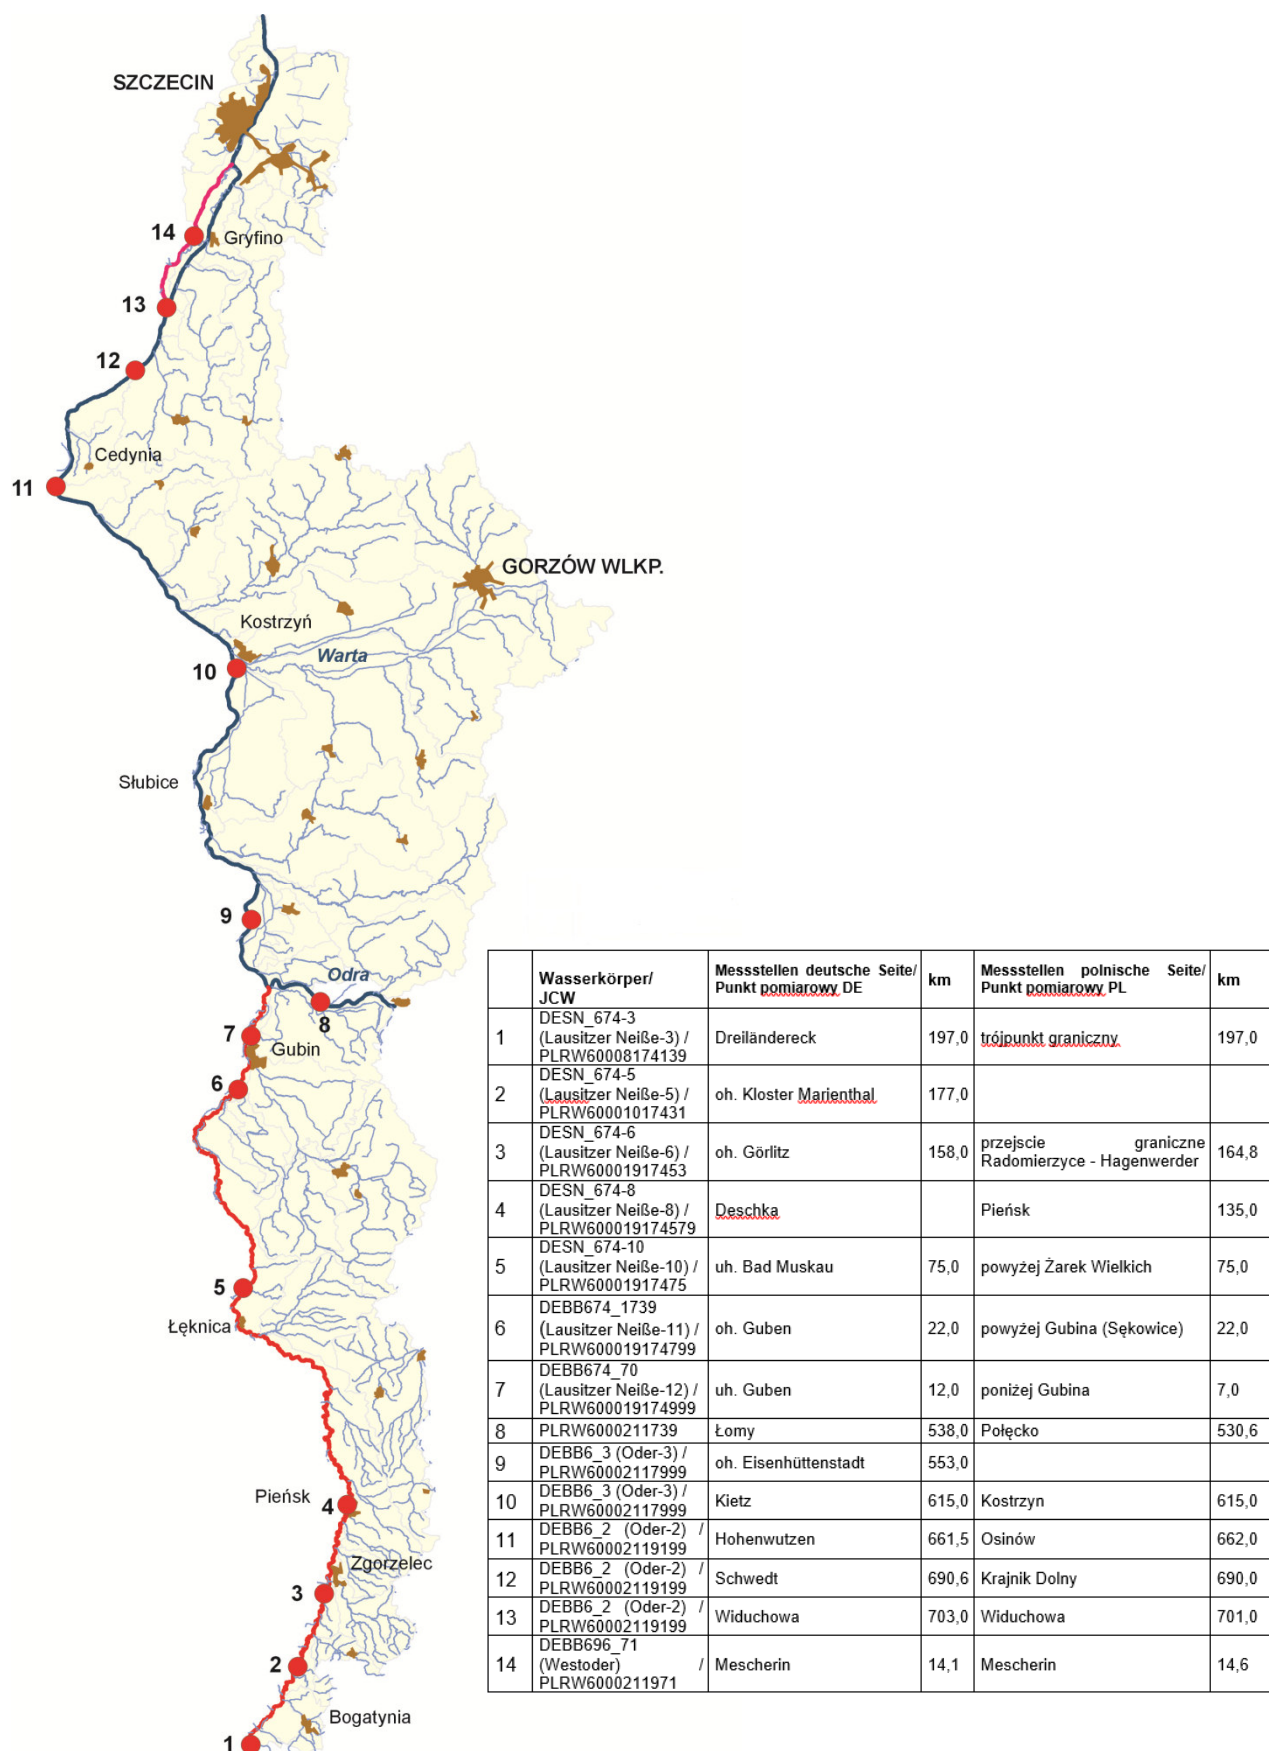 SZCZECIN
14
Gryfino
13
12
Cedynia
11
GORZÓW WLKP.
Kostrzyń
Warta
10
Słubice
9
Odra
8
7
Gubin
6
5
Łęknica
Pieńsk
4
Zgorzelec
3
2
Bogatynia
1
Wasserkörper/
JCW
Messstellen deutsche Seite/
Punkt pomiarowy DE
km
Messstellen polnische Seite/
Punkt pomiarowy PL
km
1
DESN_674-3
(Lausitzer Neiße-3) /
PLRW60008174139
Dreiländereck
197,0
trójpunkt graniczny
197,0
2
DESN_674-5
(Lausitzer Neiße-5) /
PLRW60001017431
oh. Kloster Marienthal
177,0
3
DESN_674-6
(Lausitzer Neiße-6) /
PLRW60001917453
oh. Görlitz
158,0
przejscie graniczne
Radomierzyce - Hagenwerder
164,8
4
DESN_674-8
(Lausitzer Neiße-8) /
PLRW600019174579
Deschka
Pieńsk
135,0
5
DESN_674-10
(Lausitzer Neiße-10) /
PLRW60001917475
uh. Bad Muskau
75,0
powyżej Żarek Wielkich
75,0
6
DEBB674_1739
(Lausitzer Neiße-11) /
PLRW600019174799
oh. Guben
22,0
powyżej Gubina (Sękowice)
22,0
7
DEBB674_70
(Lausitzer Neiße-12) /
PLRW600019174999
uh. Guben
12,0
poniżej Gubina
7,0
8
PLRW6000211739
Łomy
538,0
Połęcko
530,6
9
DEBB6_3 (Oder-3) /
PLRW60002117999
oh. Eisenhüttenstadt
553,0
10
DEBB6_3 (Oder-3) /
PLRW60002117999
Kietz
615,0
Kostrzyn
615,0
11
DEBB6_2 (Oder-2) /
PLRW60002119199
Hohenwutzen
661,5
Osinów
662,0
12
DEBB6_2 (Oder-2) /
PLRW60002119199
Schwedt
690,6
Krajnik Dolny
690,0
13
DEBB6_2 (Oder-2) /
PLRW60002119199
Widuchowa
703,0
Widuchowa
701,0
14
DEBB696_71
(Westoder) /
PLRW6000211971
Mescherin
14,1
Mescherin
14,6